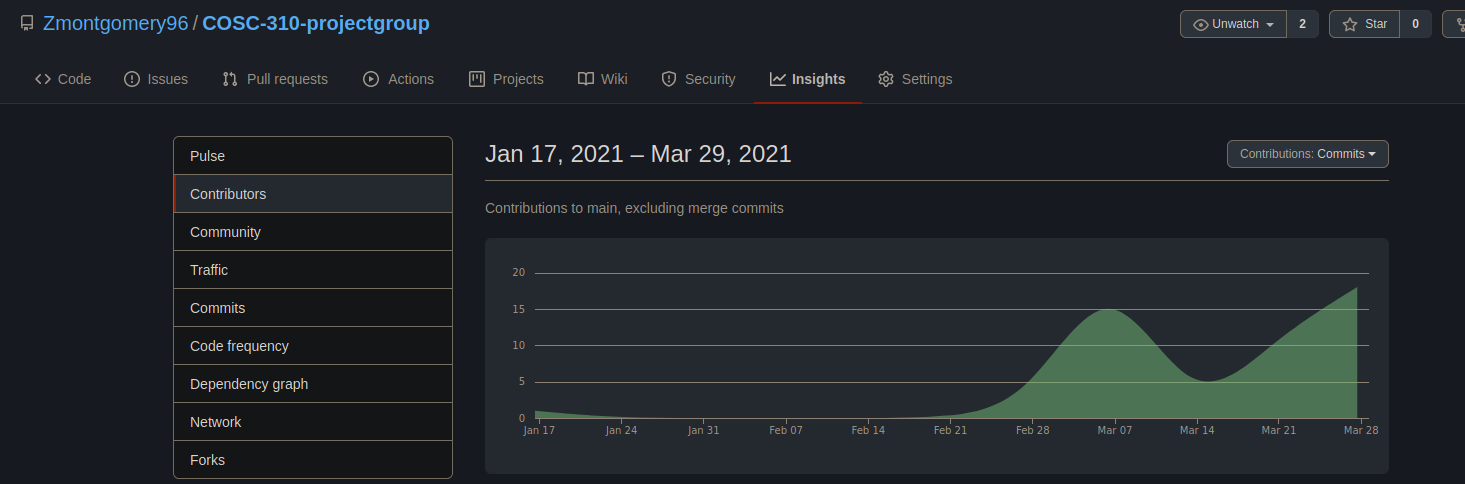 Zmontgomery96 / COSC-310-projectgroup
Unwatch 2 Star 0
Code Issues Pull requests Actions Projects Wiki Security Insights Settings
Pulse
Contributors
Community
Traffic
Commits
Code frequency
Dependency graph
Network
Forks
Jan 17, 2021 – Mar 29, 2021
Contributions: Commits
Contributions to main, excluding merge commits
20
15
10
5
0
Jan 17 Jan 24 Jan 31 Feb 07 Feb 14 Feb 21 Feb 28 Mar 07 Mar 14 Mar 21 Mar 28